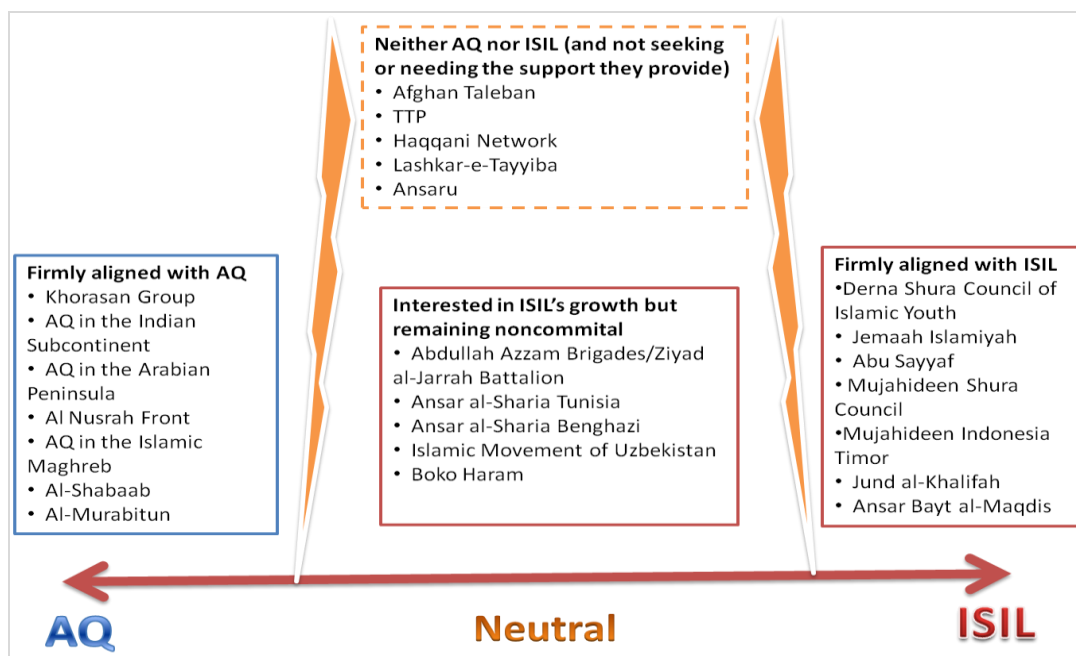 Neither AQ nor ISIL (and not seeking
or needing the support they provide)
• Afghan Taleban
• TTP
• Haqqani Network
• Lashkar-e-Tayyiba
• Ansaru
Firmly aligned with AQ
• Khorasan Group
• AQ in the Indian
Subcontinent
• AQ in the Arabian
Peninsula
• Al Nusrah Front
• AQ in the Islamic
Maghreb
• Al-Shabaab
• Al-Murabitun
Interested in ISIL’s growth but
remaining noncommital
• Abdullah Azzam Brigades/Ziyad
al-Jarrah Battalion
• Ansar al-Sharia Tunisia
• Ansar al-Sharia Benghazi
• Islamic Movement of Uzbekistan
• Boko Haram
Firmly aligned with ISIL
•Derna Shura Council of
Islamic Youth
• Jemaah Islamiyah
• Abu Sayyaf
• Mujahideen Shura
Council
•Mujahideen Indonesia
Timor
• Jund al-Khalifah
• Ansar Bayt al-Maqdis
AQ
Neutral
ISIL